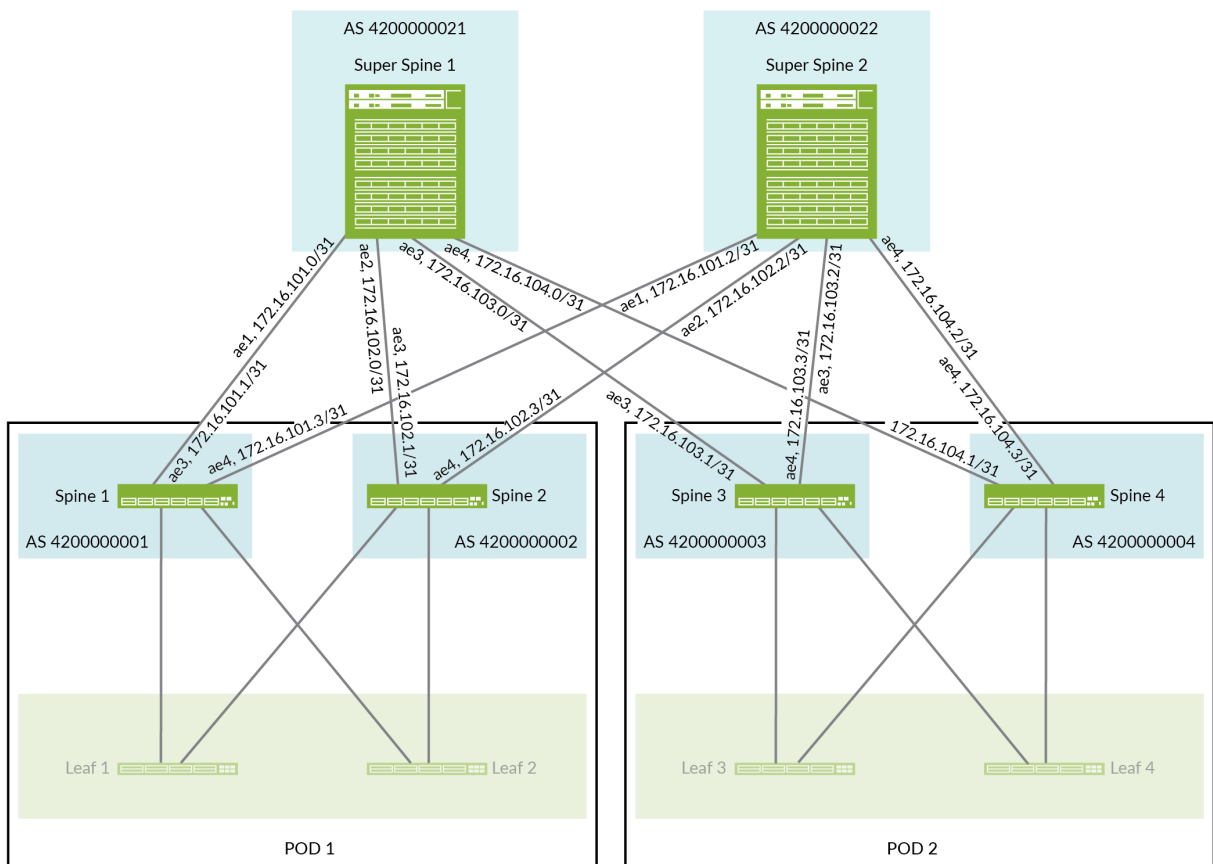 AS 4200000021
AS 4200000022
Super Spine 1
Super Spine 2
ae1, 172.16.101.0/31
ae2, 172.16.102.0/31
ae3, 172.16.103.0/31
ae4, 172.16.104.0/31
ae1, 172.16.101.2/31
ae2, 172.16.102.2/31
ae3, 172.16.103.2/31
ae4, 172.16.104.2/31
ae3, 172.16.101.1/31
ae4, 172.16.101.3/31
ae3, 172.16.102.1/31
ae4, 172.16.102.3/31
ae3, 172.16.103.1/31
ae4, 172.16.103.3/31
172.16.104.1/31
ae4, 172.16.104.3/31
Spine 1
Spine 2
Spine 3
Spine 4
AS 4200000001
AS 4200000002
AS 4200000003
AS 4200000004
Leaf 1
Leaf 2
Leaf 3
Leaf 4
POD 1
POD 2